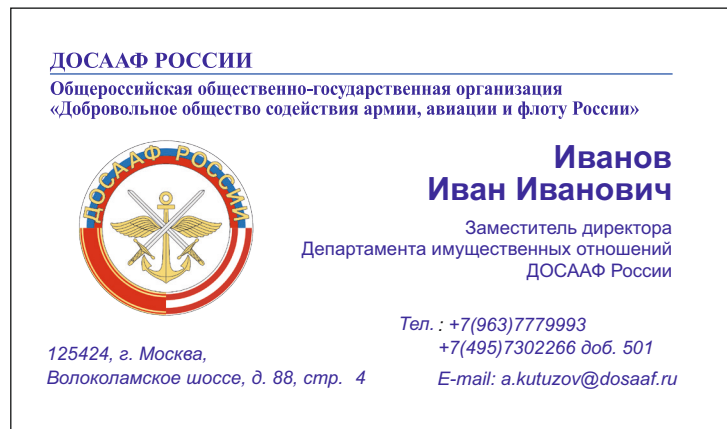 ДОСААФ РОССИИ
Общероссийская общественно-государственная организация
«Добровольное общество содействия армии, авиации и флоту России»
ДОСААФ РОССИИ
Иванов
Иван Иванович
Заместитель директора
Департамента имущественных отношений
ДОСААФ России
Тел. : +7(963)7779993
+7(495)7302266 доб. 501
E-mail: a.kutuzov@dosaaf.ru
125424, г. Москва,
Волоколамское шоссе, д. 88, стр. 4